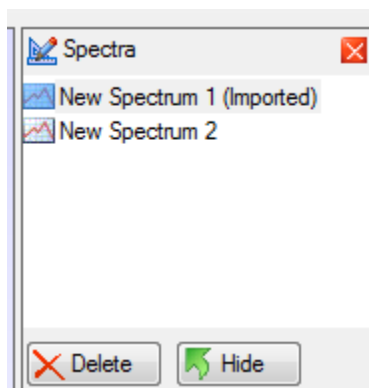 Spectra
New Spectrum 1 (Imported)
New Spectrum 2
Delete Hide